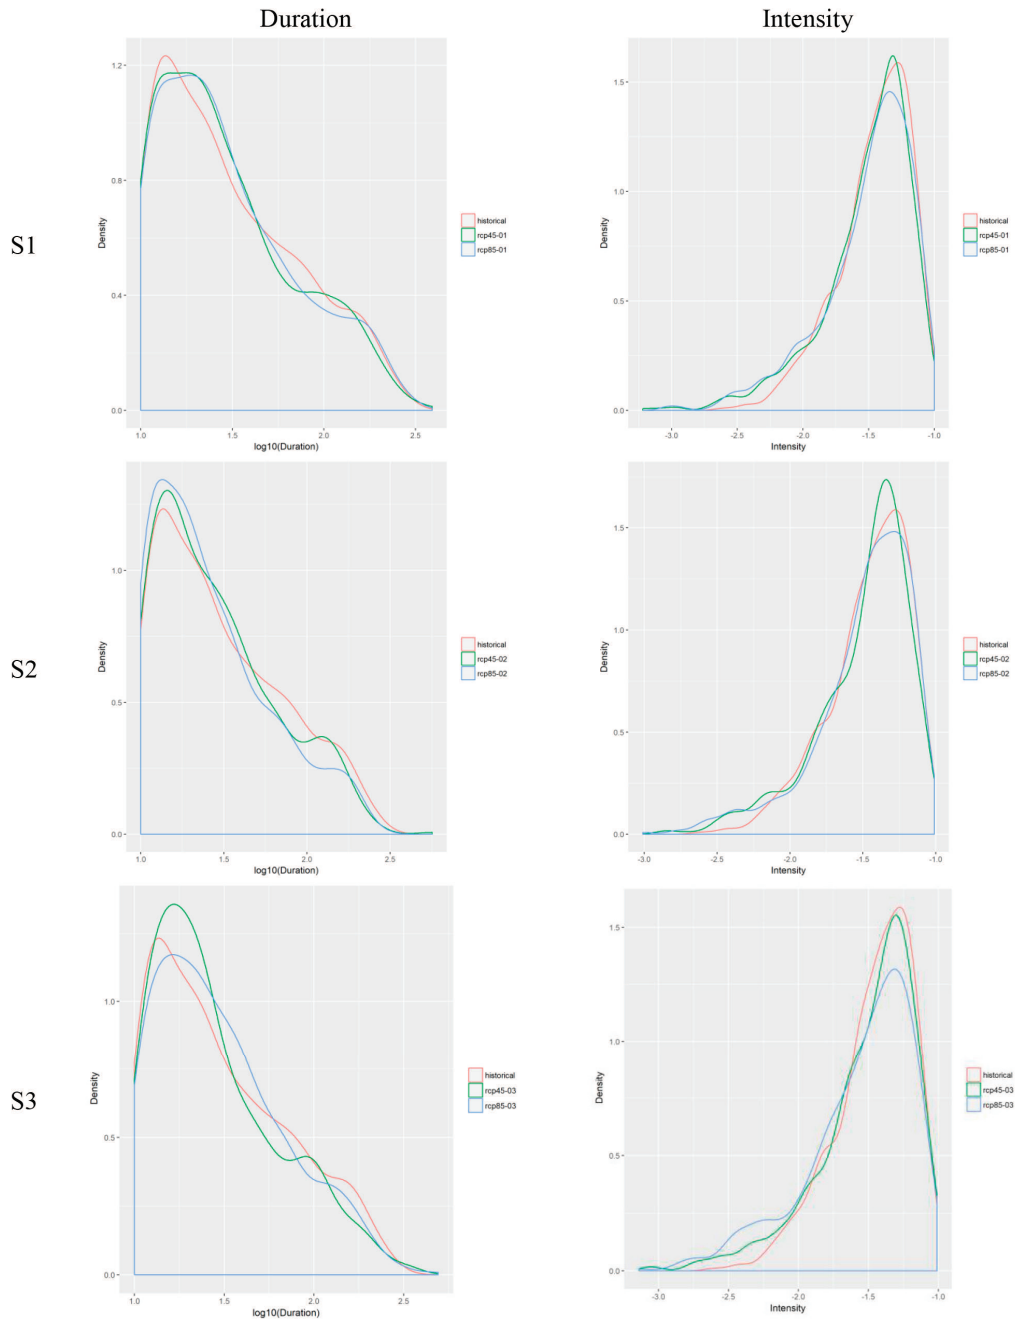 Duration
Intensity
S1
1.2
0.8
0.4
0.0
Density
1.0
1.5
2.0
2.5
log10(Duration)
historical
rcp45-01
rcp85-01
1.5
1.0
0.5
0.0
Density
-3.0
-2.5
-2.0
-1.5
-1.0
Intensity
historical
rcp45-01
rcp85-01
S2
1.0
0.5
0.0
Density
1.0
1.5
2.0
2.5
log10(Duration)
historical
rcp45-02
rcp85-02
1.5
1.0
0.5
0.0
Density
-3.0
-2.5
-2.0
-1.5
-1.0
Intensity
historical
rcp45-02
rcp85-02
S3
1.0
0.5
0.0
Density
1.0
1.5
2.0
2.5
log10(Duration)
historical
rcp45-03
rcp85-03
1.5
1.0
0.5
0.0
Density
-3.0
-2.5
-2.0
-1.5
-1.0
Intensity
historical
rcp45-03
rcp85-03